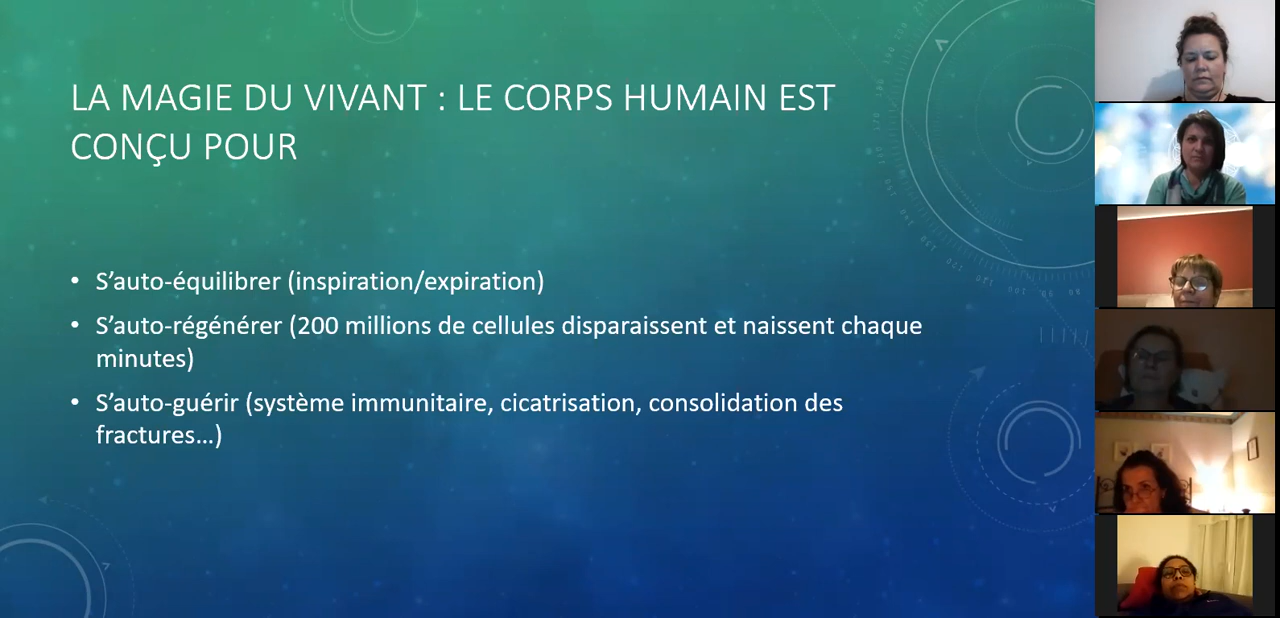 LA MAGIE DU VIVANT : LE CORPS HUMAIN EST
CONÇU POUR
• S’auto-équilibrer (inspiration/expiration)
• S’auto-régénérer (200 millions de cellules disparaissent et naissent chaque
minutes)
• S’auto-guérir (système immunitaire, cicatrisation, consolidation des
fractures…)